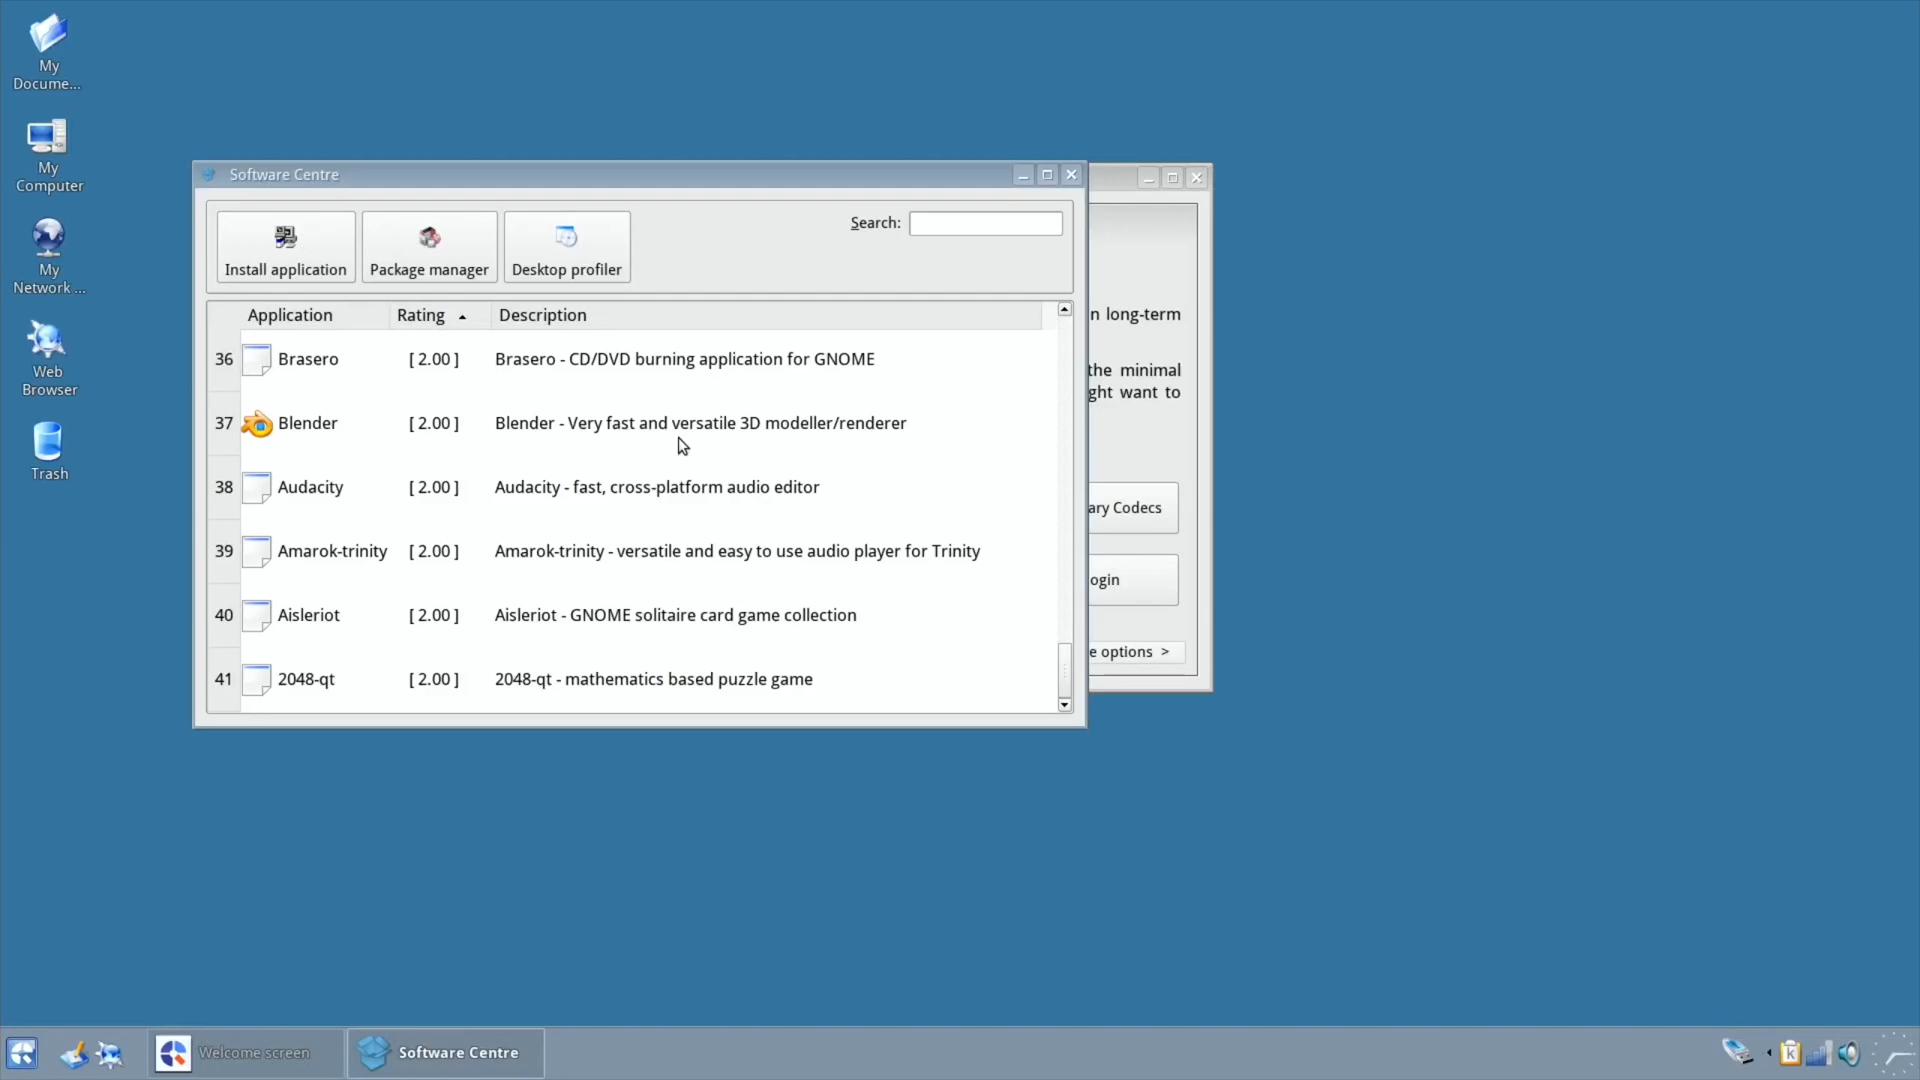 My
Docume...
My
Computer
My
Network ...
Web
Browser
Trash
Software Centre
Install application
Package manager
Desktop profiler
Search:
Application Rating Description
36 Brasero [ 2.00 ] Brasero - CD/DVD burning application for GNOME
37 Blender [ 2.00 ] Blender - Very fast and versatile 3D modeller/renderer
38 Audacity [ 2.00 ] Audacity - fast, cross-platform audio editor
39 Amarok-trinity [ 2.00 ] Amarok-trinity - versatile and easy to use audio player for Trinity
40 Aisleriot [ 2.00 ] Aisleriot - GNOME solitaire card game collection
41 2048-qt [ 2.00 ] 2048-qt - mathematics based puzzle game
n long-term
the minimal
ght want to
ary Codecs
ogin
e options >
Welcome screen
Software Centre
k